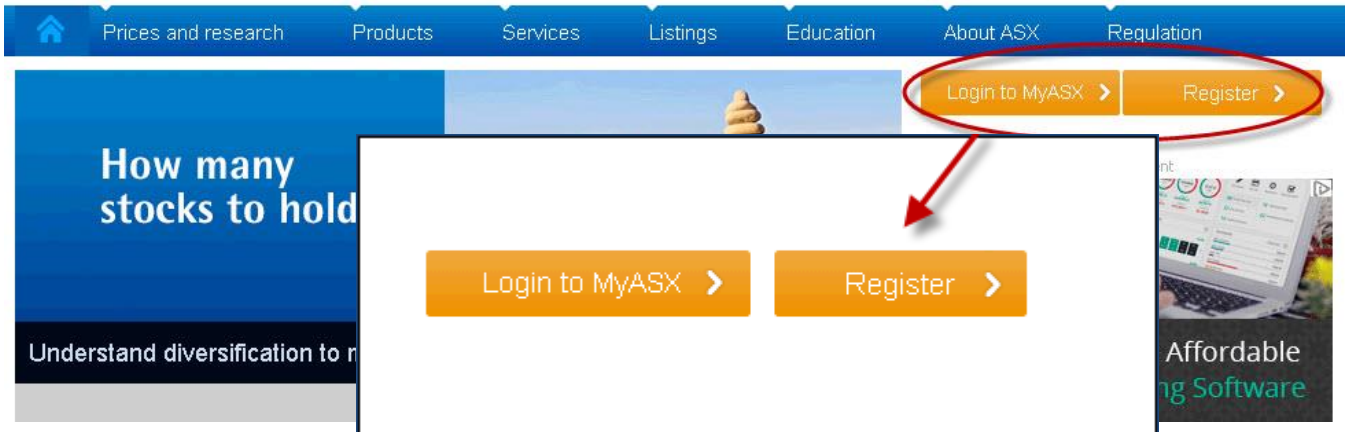 Prices and research Products Services Listings Education About ASX Regulation
Login to MyASX Register
How many
stocks to hold
Login to MyASX Register
Understand diversification to
Affordable
Software